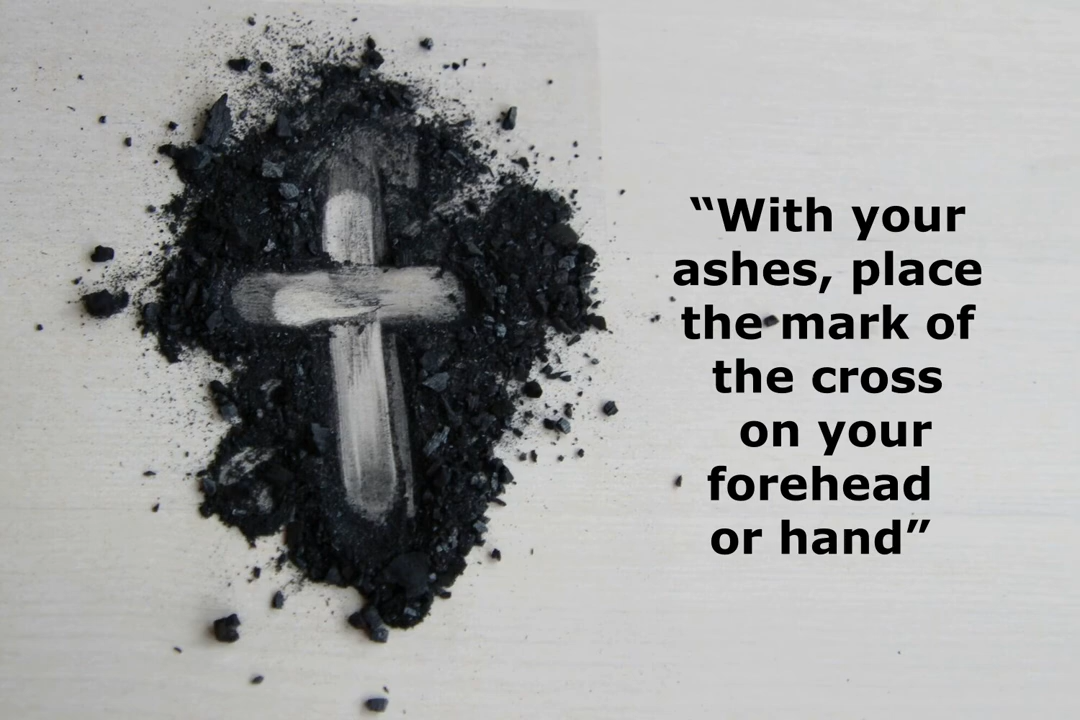 “With your
ashes, place
the mark of
the cross
on your
forehead
or hand”